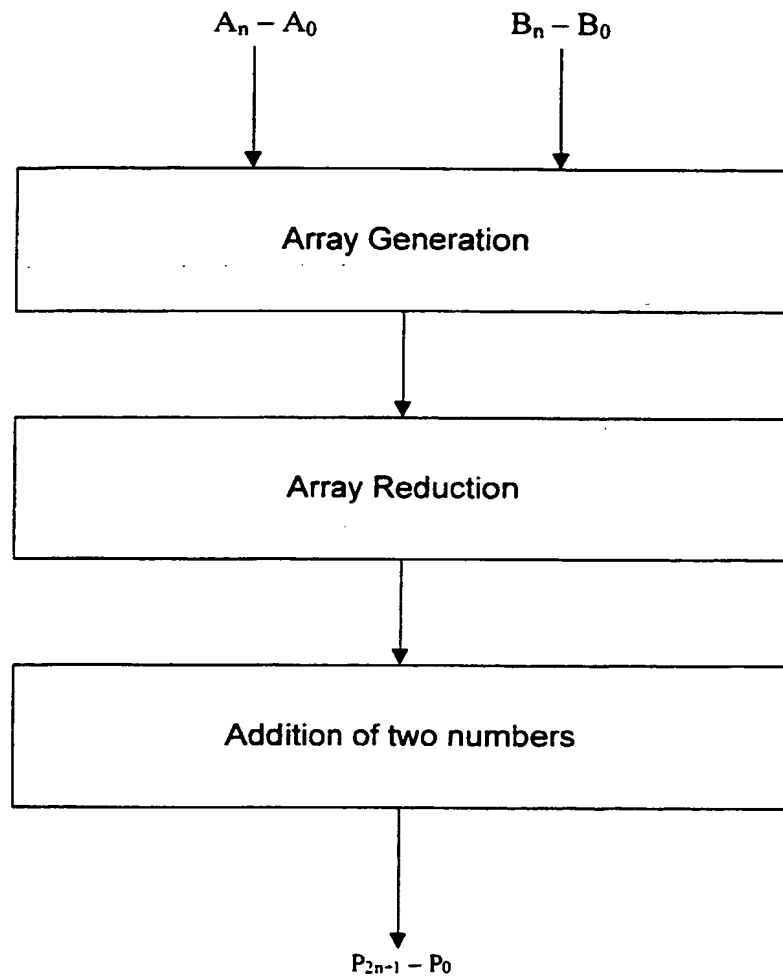 Aₙ – A₀ Bₙ – B₀
Array Generation
Array Reduction
Addition of two numbers
P₂ₙ₋₁ – P₀